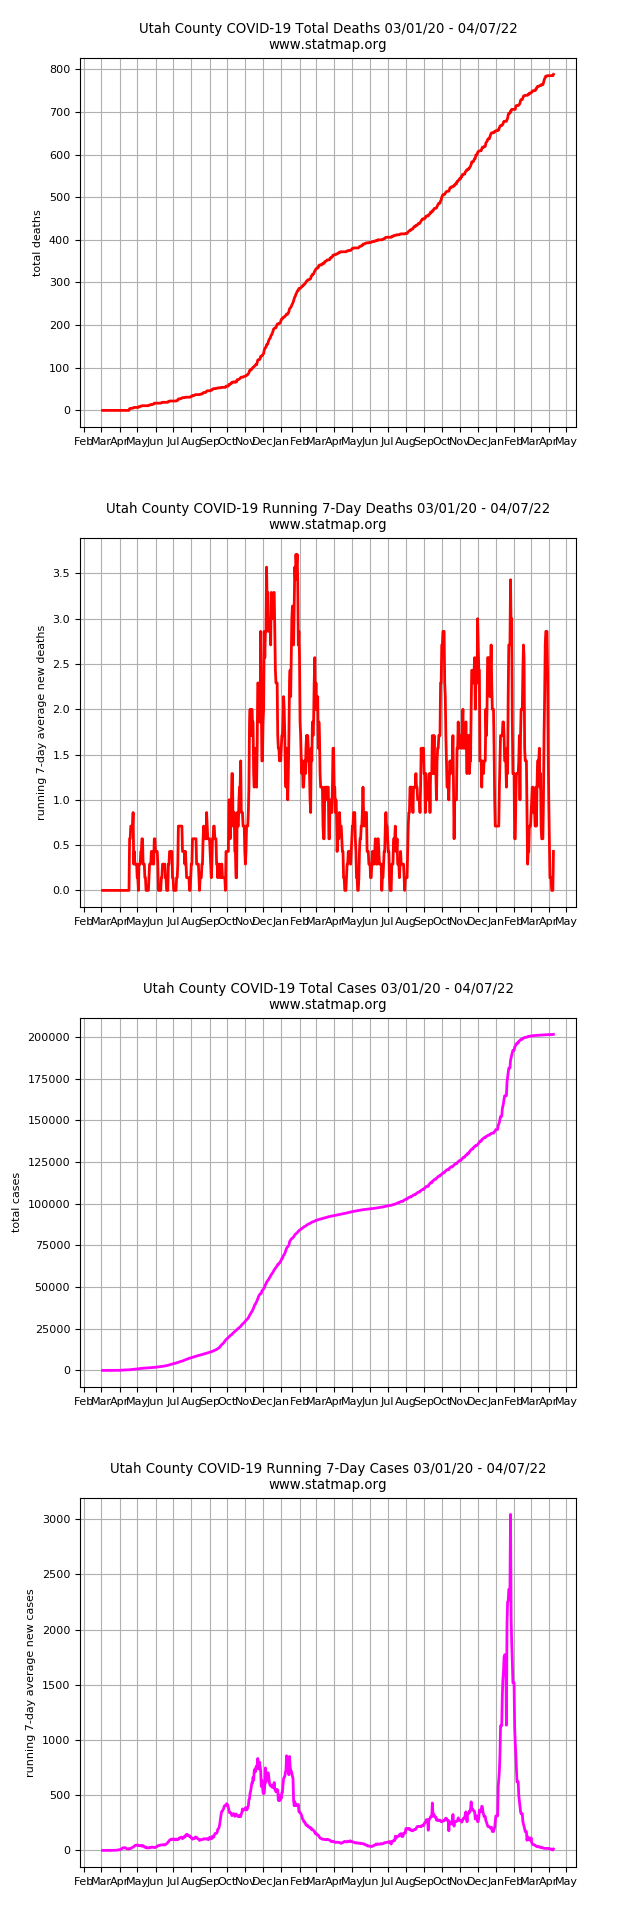 Utah County COVID-19 Total Deaths 03/01/20 - 04/07/22
www.statmap.org
800
700
600
500
400
300
200
100
0
total deaths
Feb Mar Apr May Jun Jul Aug Sep Oct Nov Dec Jan Feb Mar Apr May Jun Jul Aug Sep Oct Nov Dec Jan Feb Mar Apr May
Utah County COVID-19 Running 7-Day Deaths 03/01/20 - 04/07/22
www.statmap.org
3.5
3.0
2.5
2.0
1.5
1.0
0.5
0.0
running 7-day average new deaths
Feb Mar Apr May Jun Jul Aug Sep Oct Nov Dec Jan Feb Mar Apr May Jun Jul Aug Sep Oct Nov Dec Jan Feb Mar Apr May
Utah County COVID-19 Total Cases 03/01/20 - 04/07/22
www.statmap.org
200000
175000
150000
125000
100000
75000
50000
25000
0
total cases
Feb Mar Apr May Jun Jul Aug Sep Oct Nov Dec Jan Feb Mar Apr May Jun Jul Aug Sep Oct Nov Dec Jan Feb Mar Apr May
Utah County COVID-19 Running 7-Day Cases 03/01/20 - 04/07/22
www.statmap.org
3000
2500
2000
1500
1000
500
0
running 7-day average new cases
Feb Mar Apr May Jun Jul Aug Sep Oct Nov Dec Jan Feb Mar Apr May Jun Jul Aug Sep Oct Nov Dec Jan Feb Mar Apr May